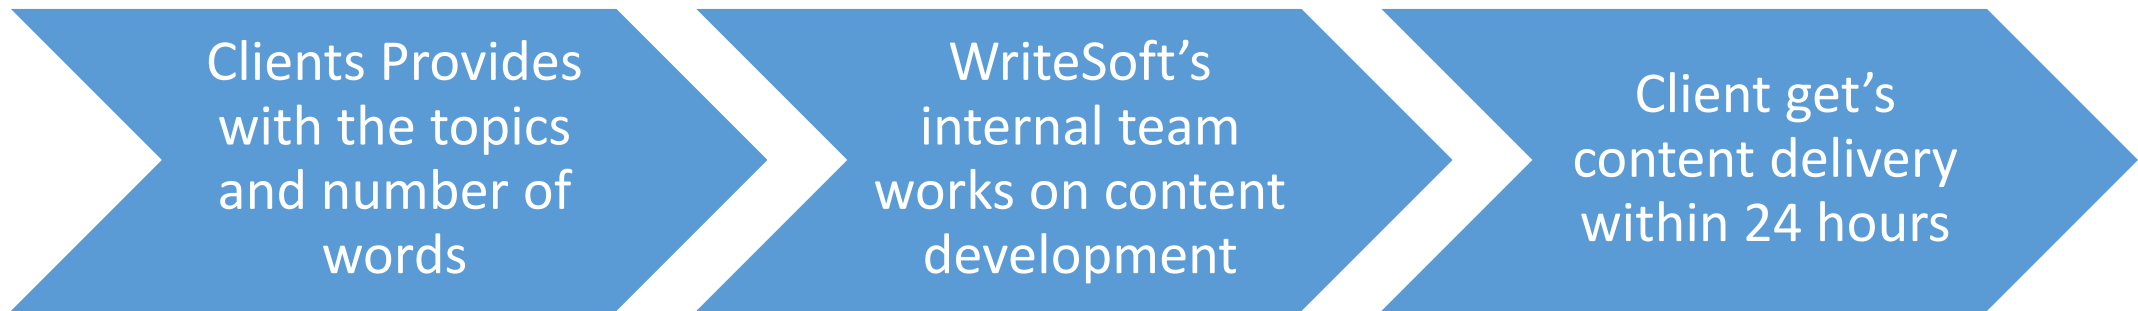 Clients Provides
with the topics
and number of
words
WriteSoft’s
internal team
works on content
development
Client get’s
content delivery
within 24 hours